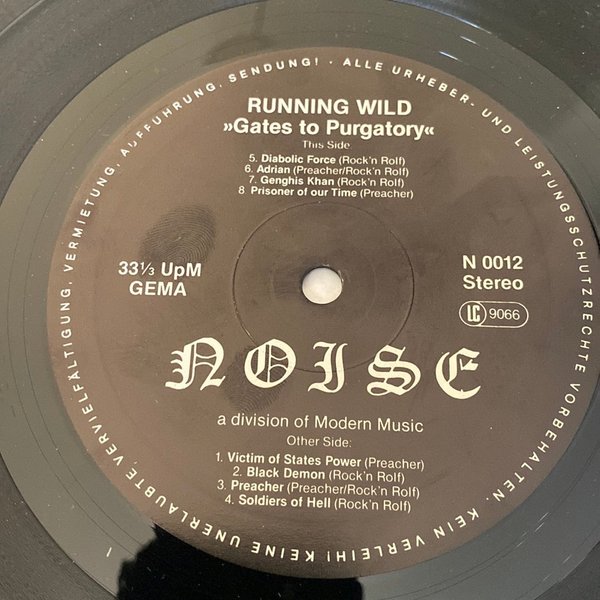 ALLE URHEBER- UND LEISTUNGSSCHUTZRECHTE VORBEHALTEN. KEIN VERLEIH! KEINE UNERLAUBTE VERVIELFÄLTIGUNG, VERMIETUNG, AUFFÜHRUNG, SENDUNG! ·
RUNNING WILD
»Gates to Purgatory«
This Side
5. Diabolic Force (Rock'n Rolf)
6. Adrian (Preacher/Rock'n Rolf)
7. Genghis Khan (Rock'n Rolf)
8. Prisoner of our Time (Preacher)
33⅓ UpM
GEMA
N 0012
Stereo
LC 9066
NOISE
a division of Modern Music
Other Side:
1. Victim of States Power (Preacher)
2. Black Demon (Rock'n Rolf)
3. Preacher (Preacher/Rock'n Rolf)
4. Soldiers of Hell (Rock'n Rolf)